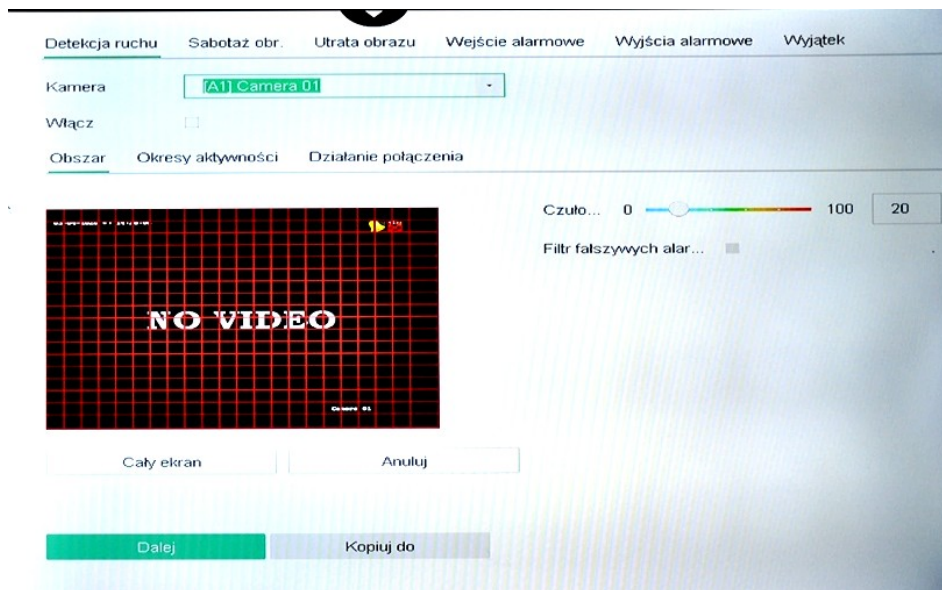 Detekcja ruchu Sabotaż obr. Utrata obrazu Wejście alarmowe Wyjścia alarmowe Wyjątek
Kamera [A1] Camera 01
Włącz
Obszar Okresy aktywności Działanie połączenia
Czuło... 0 100 20
Filtr fałszywych alar...
NO VIDEO
Camera 01
Cały ekran Anuluj
Dalej Kopiuj do